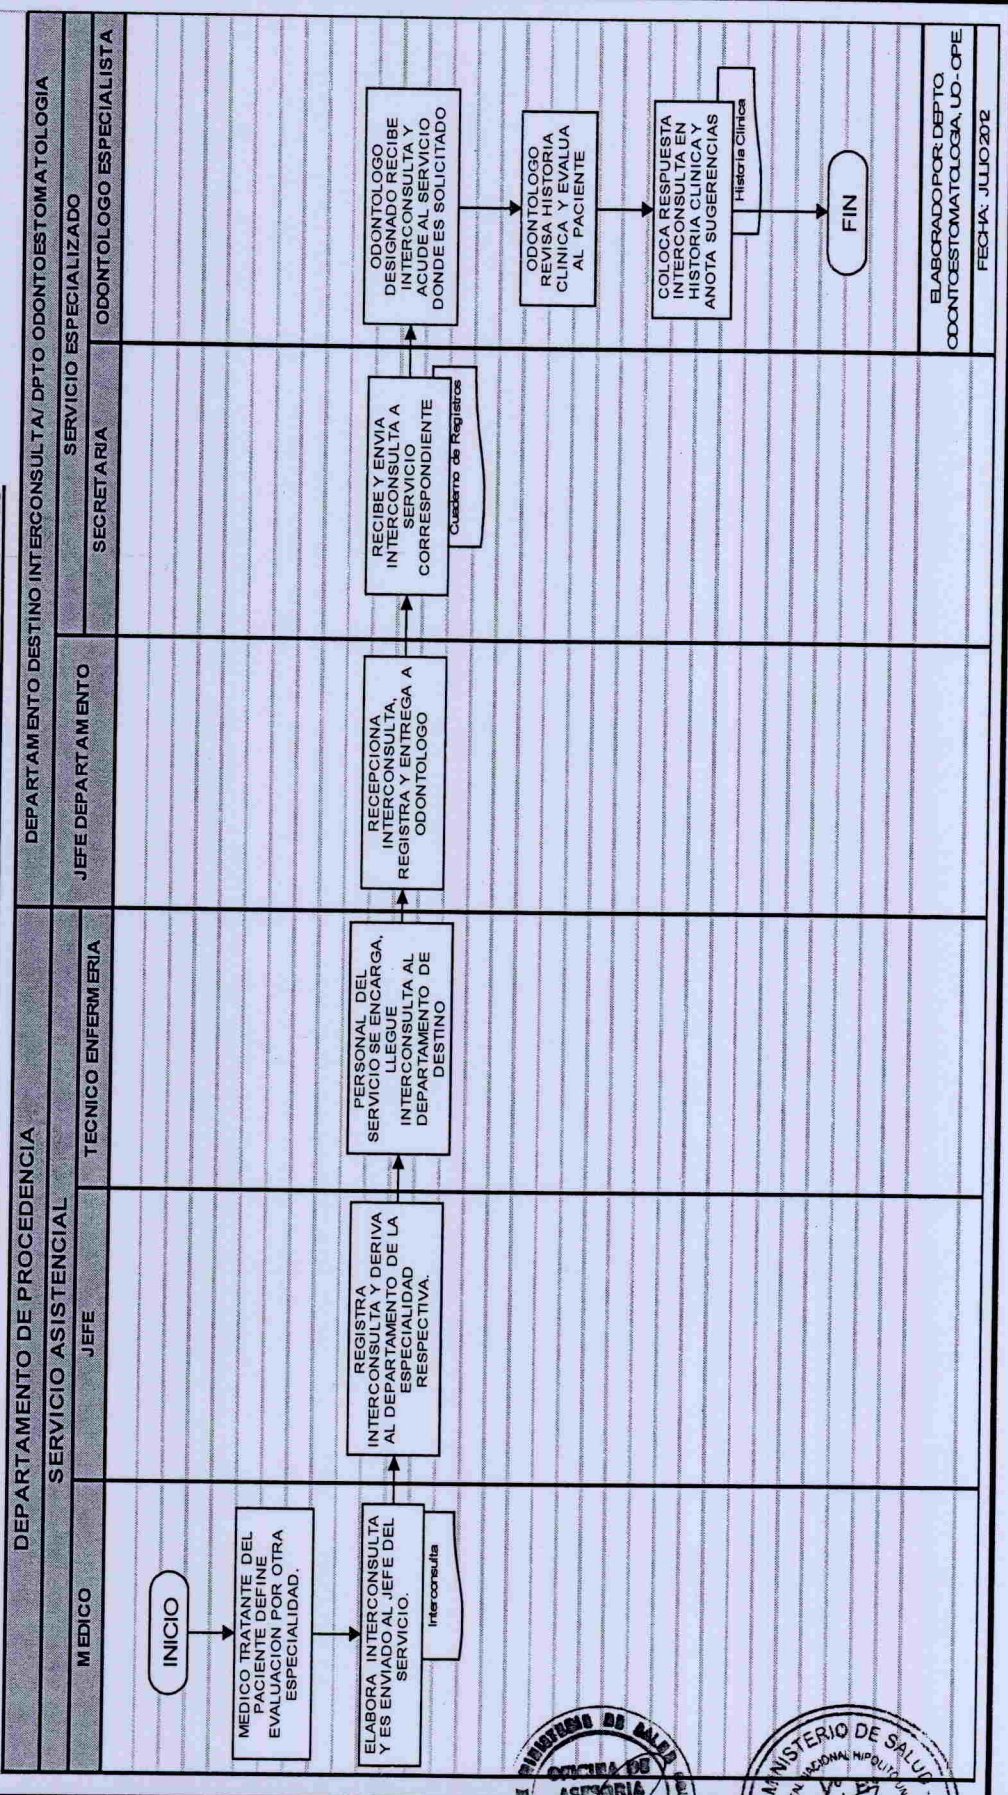 DEPARTAMENTO DE PROCEDENCIA
DEPARTAMENTO DESTINO INTERCONSULTA/ DPTO ODONTOESTOMATOLOGIA
SERVICIO ASISTENCIAL
SERVICIO ESPECIALIZADO
MEDICO
JEFE
TECNICO ENFERMERIA
JEFE DEPARTAMENTO
SECRETARIA
ODONTOLOGO ESPECIALISTA
INICIO
MEDICO TRATANTE DEL
PACIENTE DEFINE
EVALUACION POR OTRA
ESPECIALIDAD.
ELABORA INTERCONSULTA
Y ES ENVIADO AL JEFE DEL
SERVICIO.
Interconsulta
REGISTRA
INTERCONSULTA Y DERIVA
AL DEPARTAMENTO DE LA
ESPECIALIDAD
RESPECTIVA.
PERSONAL DEL
SERVICIO SE ENCARGA,
LLEGUE
INTERCONSULTA AL
DEPARTAMENTO DE
DESTINO
RECEPCIONA
INTERCONSULTA,
REGISTRA Y ENTREGA A
ODONTOLOGO
RECIBE Y ENVIA
INTERCONSULTA A
SERVICIO
CORRESPONDIENTE
Cuaderno de Registros
ODONTOLOGO
DESIGNADO RECIBE
INTERCONSULTA Y
ACUDE AL SERVICIO
DONDE ES SOLICITADO
ODONTOLOGO
REVISA HISTORIA
CLINICA Y EVALUA
AL PACIENTE
COLOCA RESPUESTA
INTERCONSULTA EN
HISTORIA CLINICA Y
ANOTA SUGERENCIAS
Historia Clinica
FIN
ELABORADO POR: DEPTO.
ODONTOESTOMATOLOGIA, UO - OPE
FECHA: JULIO 2012
MINISTERIO DE SALUD
OFICINA DE
ASESORIA
MINISTERIO DE SALUD
NACIONAL HIPOLITO